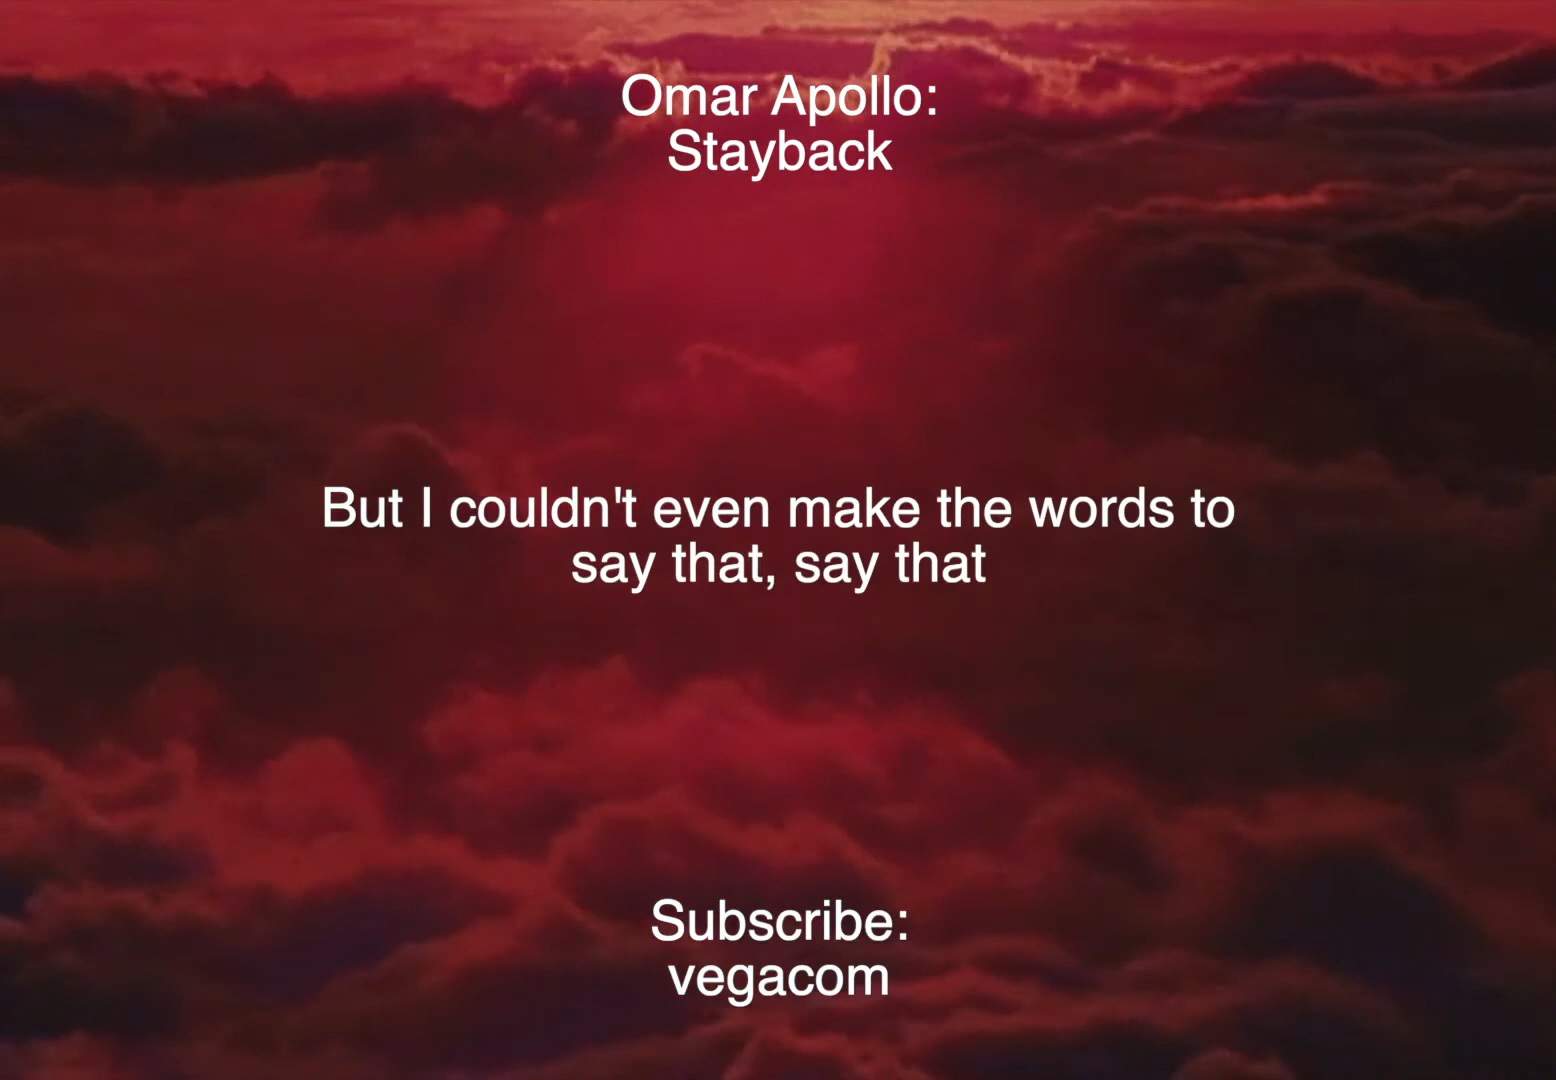 Omar Apollo:
Stayback
But I couldn't even make the words to
say that, say that
Subscribe:
vegacom